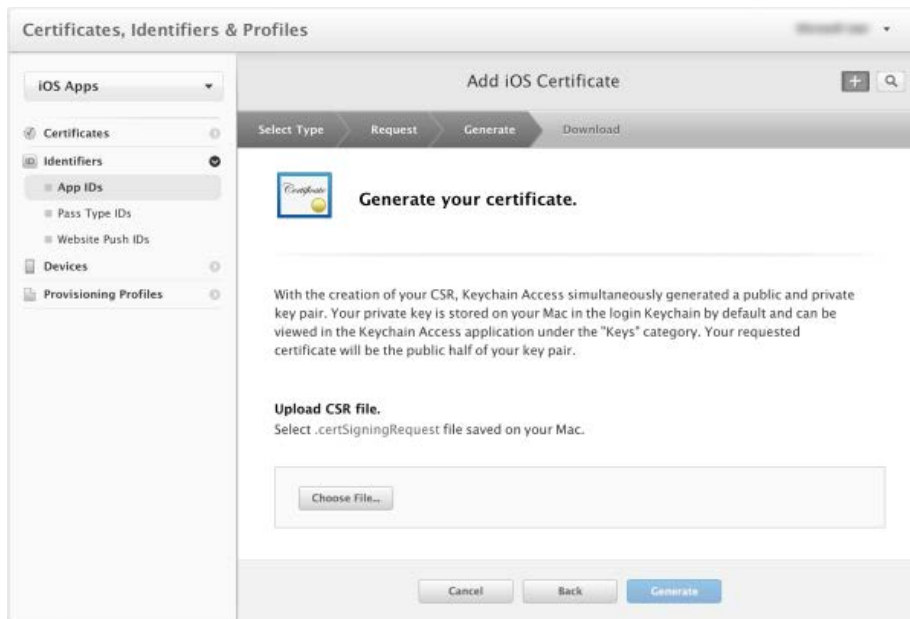 Certificates, Identifiers & Profiles
iOS Apps
Add iOS Certificate
Certificates
Identifiers
App IDs
Pass Type IDs
Website Push IDs
Devices
Provisioning Profiles
Select Type
Request
Generate
Download
Certificate
Generate your certificate.
With the creation of your CSR, Keychain Access simultaneously generated a public and private
key pair. Your private key is stored on your Mac in the login Keychain by default and can be
viewed in the Keychain Access application under the "Keys" category. Your requested
certificate will be the public half of your key pair.
Upload CSR file.
Select .certSigningRequest file saved on your Mac.
Choose File...
Cancel
Back
Generate